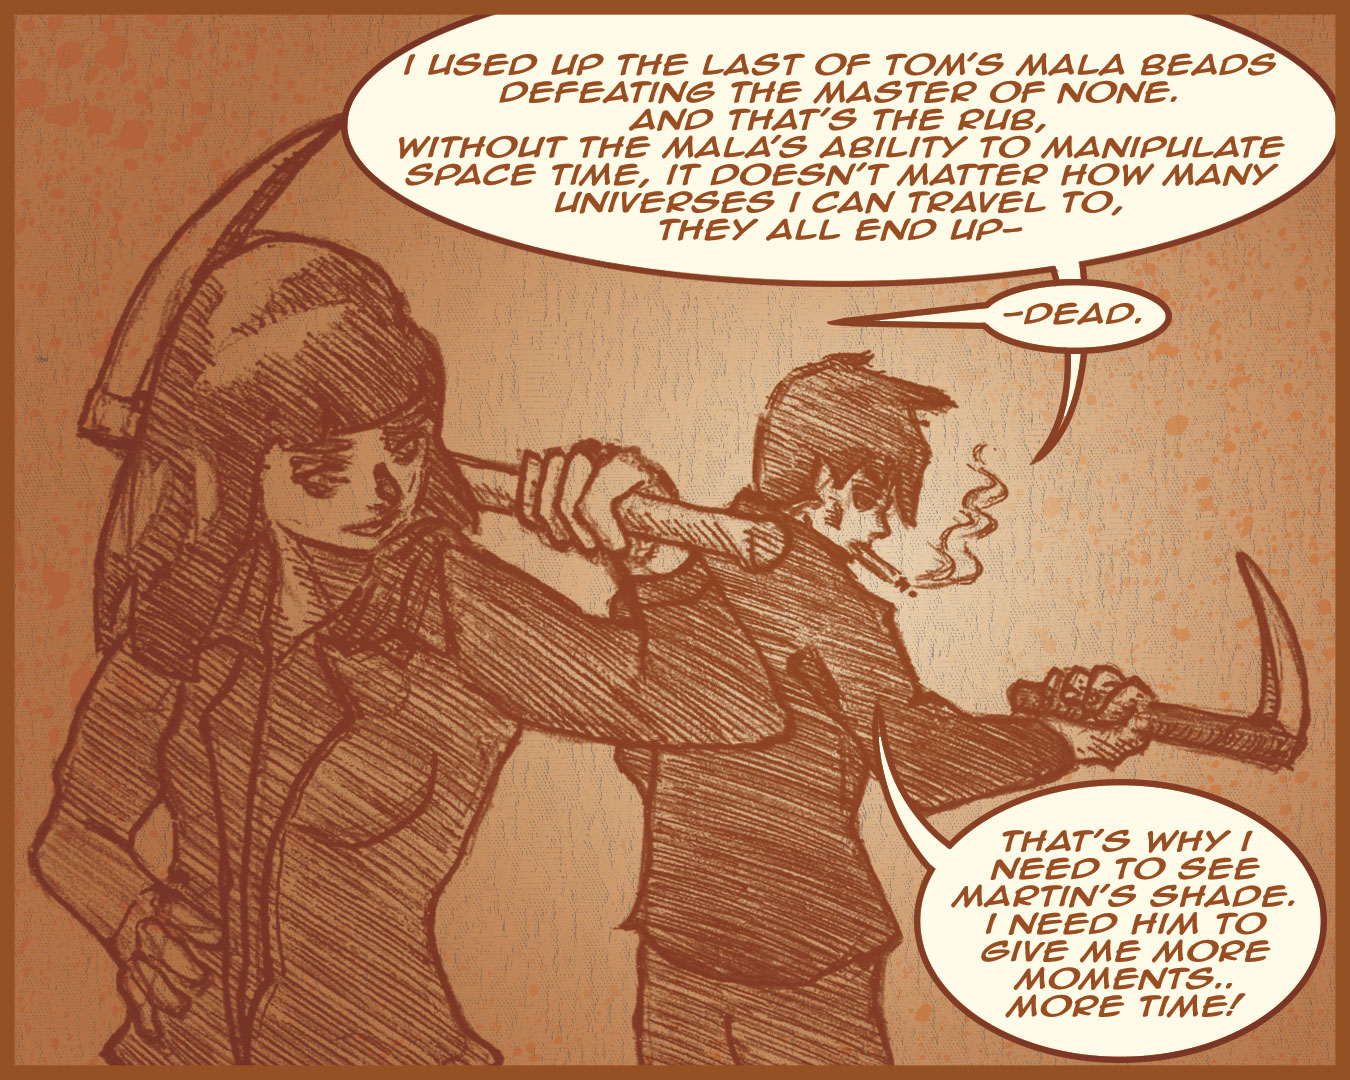 I USED UP THE LAST OF TOM'S MALA BEADS
DEFEATING THE MASTER OF NONE.
AND THAT'S THE RUB,
WITHOUT THE MALA'S ABILITY TO MANIPULATE
SPACE TIME, IT DOESN'T MATTER HOW MANY
UNIVERSES I CAN TRAVEL TO,
THEY ALL END UP-
-DEAD.
THAT'S WHY I
NEED TO SEE
MARTIN'S SHADE.
I NEED HIM TO
GIVE ME MORE
MOMENTS..
MORE TIME!